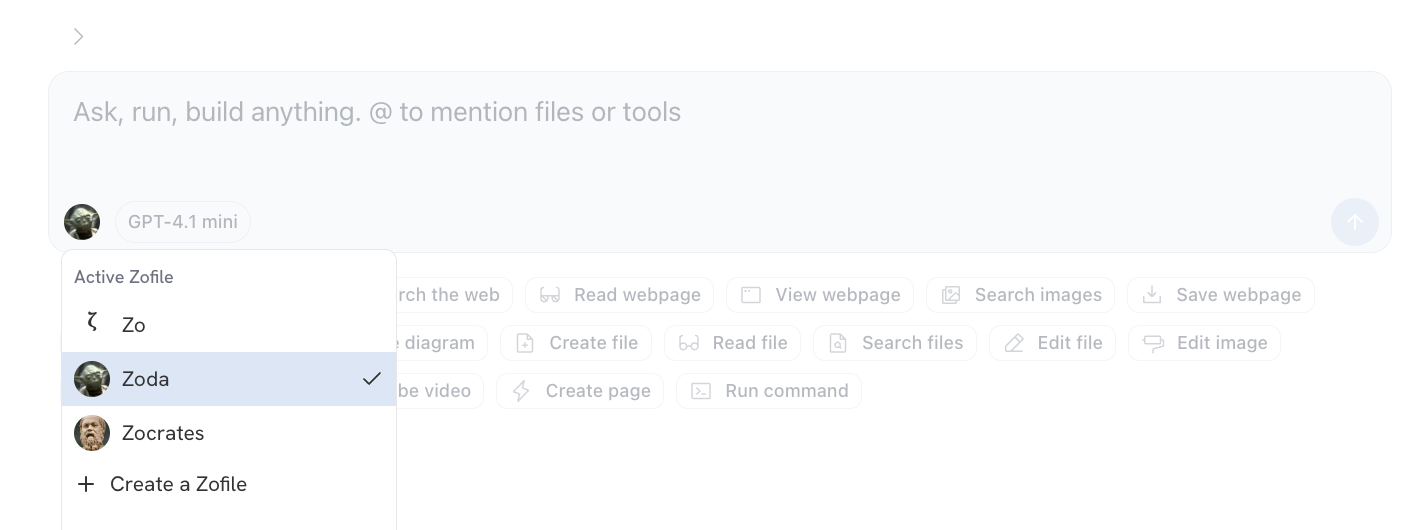 Ask, run, build anything. @ to mention files or tools
GPT-4.1 mini
Active Zofile
ζ Zo
Zoda
Zocrates
+ Create a Zofile
rch the web Read webpage View webpage Search images Save webpage
diagram Create file Read file Search files Edit file Edit image
be video Create page Run command